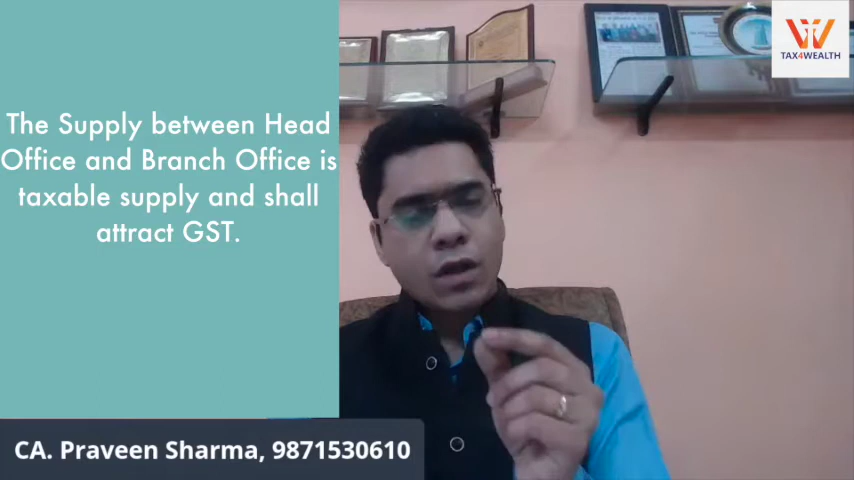 The Supply between Head
Office and Branch Office is
taxable supply and shall
attract GST.
TAX4WEALTH
CA. Praveen Sharma, 9871530610